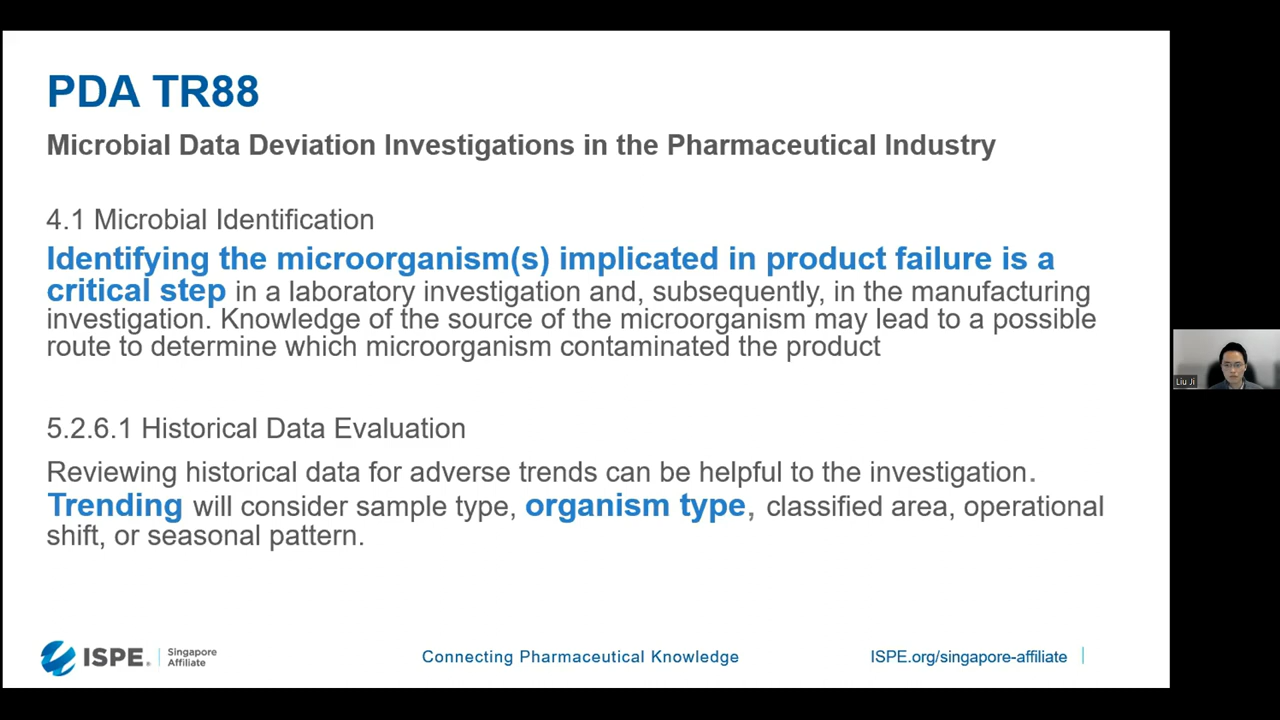 PDA TR88
Microbial Data Deviation Investigations in the Pharmaceutical Industry
4.1 Microbial Identification
Identifying the microorganism(s) implicated in product failure is a
critical step in a laboratory investigation and, subsequently, in the manufacturing
investigation. Knowledge of the source of the microorganism may lead to a possible
route to determine which microorganism contaminated the product
5.2.6.1 Historical Data Evaluation
Reviewing historical data for adverse trends can be helpful to the investigation.
Trending will consider sample type, organism type, classified area, operational
shift, or seasonal pattern.
Liu Ji
ISPE.
Singapore
Affiliate
Connecting Pharmaceutical Knowledge
ISPE.org/singapore-affiliate